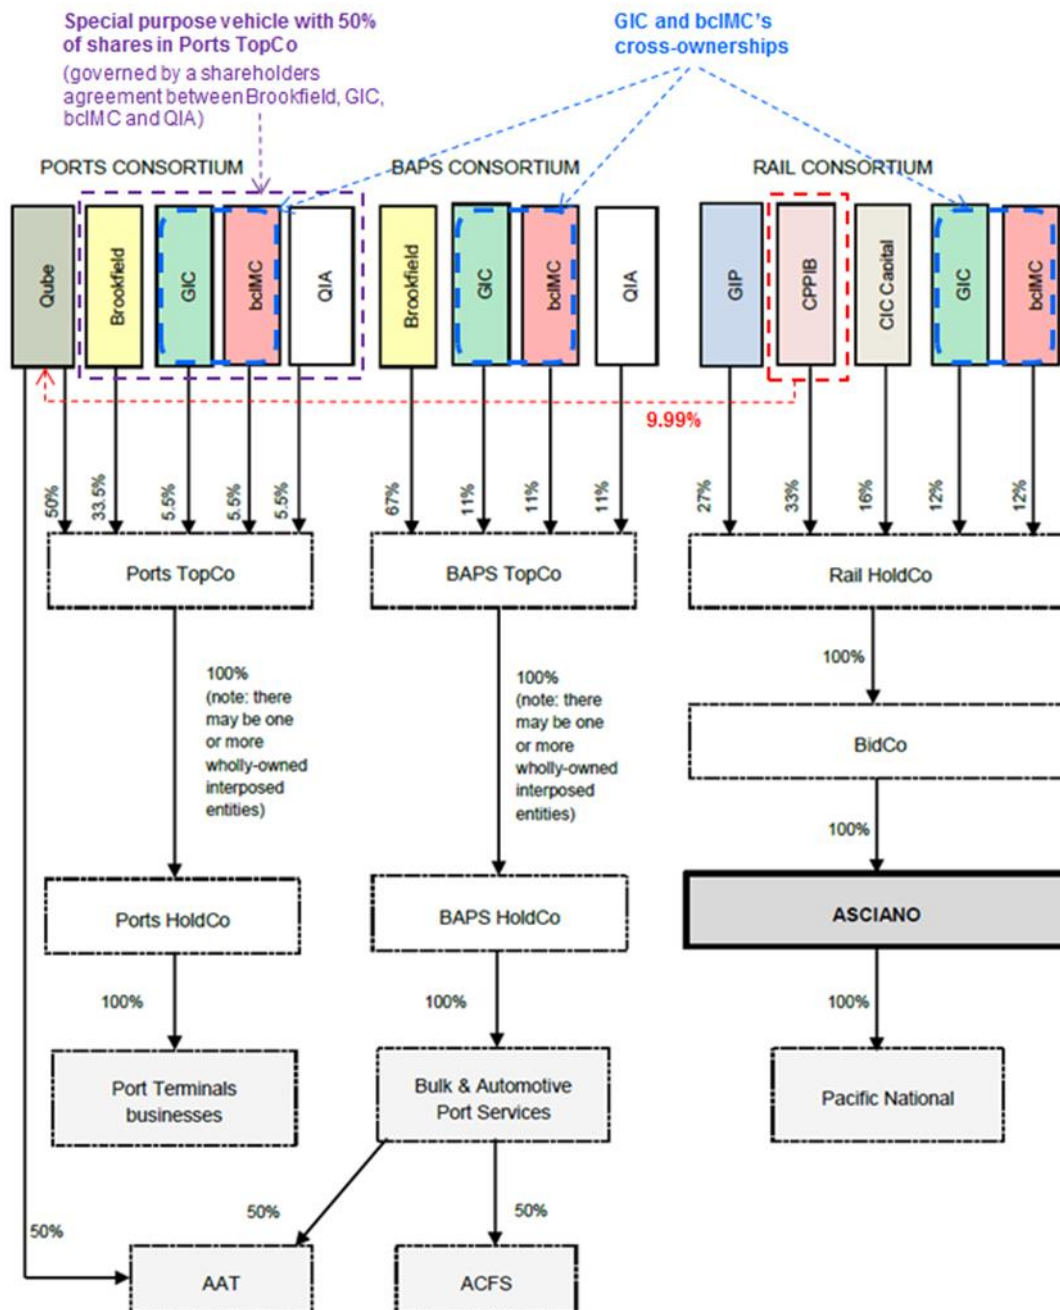 Special purpose vehicle with 50%
of shares in Ports TopCo
(governed by a shareholders
agreement between Brookfield, GIC,
bcIMC and QIA)
GIC and bcIMC's
cross-ownerships
PORTS CONSORTIUM
BAPS CONSORTIUM
RAIL CONSORTIUM
Qube
Brookfield
GIC
bcIMC
QIA
Brookfield
GIC
bcIMC
QIA
GIP
CPPIB
CIC Capital
GIC
bcIMC
9.99%
50%
33.5%
5.5%
5.5%
5.5%
67%
11%
11%
11%
27%
33%
16%
12%
12%
Ports TopCo
BAPS TopCo
Rail HoldCo
100%
(note: there
may be one
or more
wholly-owned
interposed
entities)
100%
(note: there
may be one
or more
wholly-owned
interposed
entities)
100%
BidCo
100%
Ports HoldCo
BAPS HoldCo
ASCIANO
100%
100%
100%
Port Terminals
businesses
Bulk & Automotive
Port Services
Pacific National
50%
50%
50%
AAT
ACFS